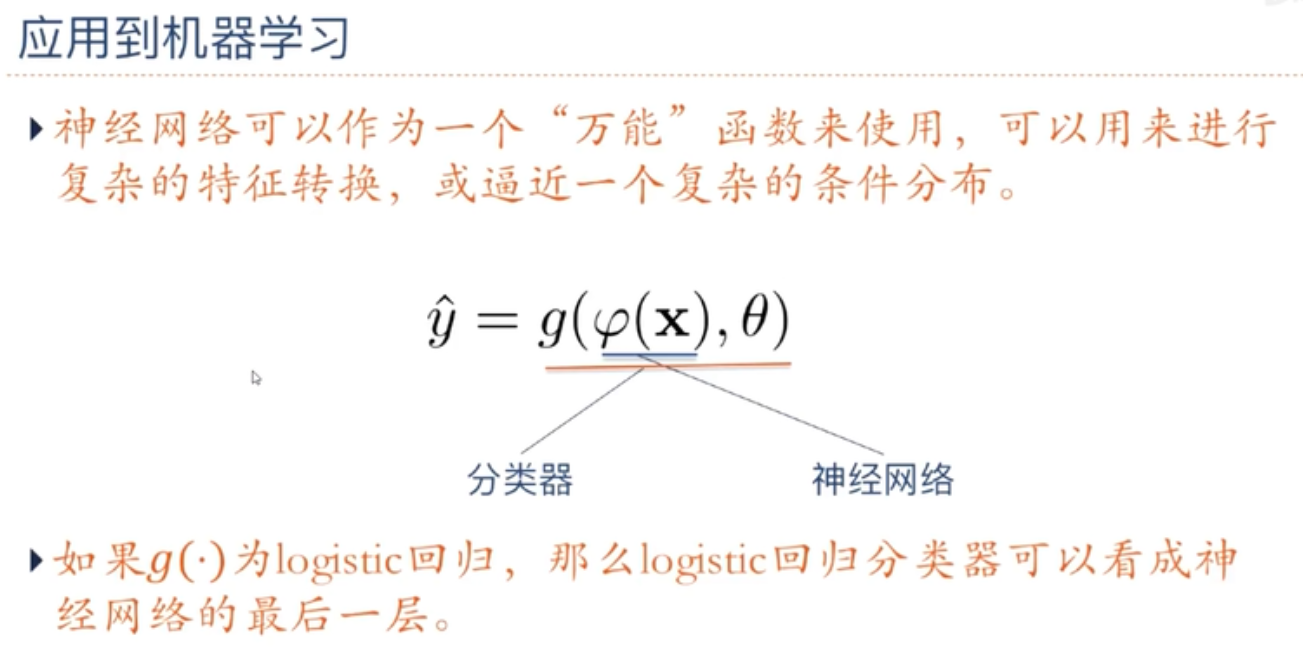 应用到机器学习
神经网络可以作为一个“万能”函数来使用，可以用来进行
复杂的特征转换，或逼近一个复杂的条件分布。
ŷ = g(φ(x), θ)
分类器 神经网络
如果g(·)为logistic回归，那么logistic回归分类器可以看成神
经网络的最后一层。